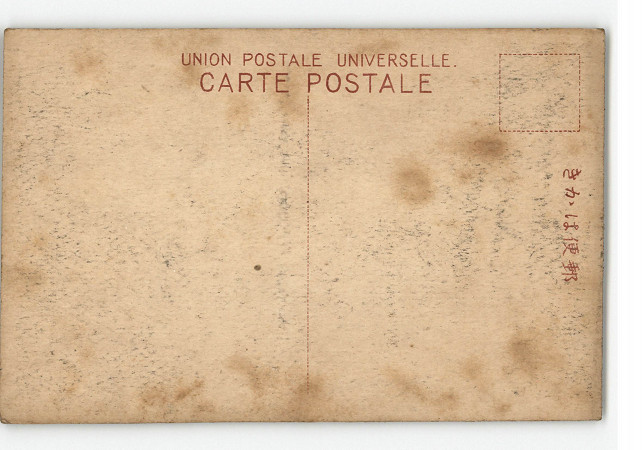 UNION POSTALE UNIVERSELLE.
CARTE POSTALE
郵便はがき